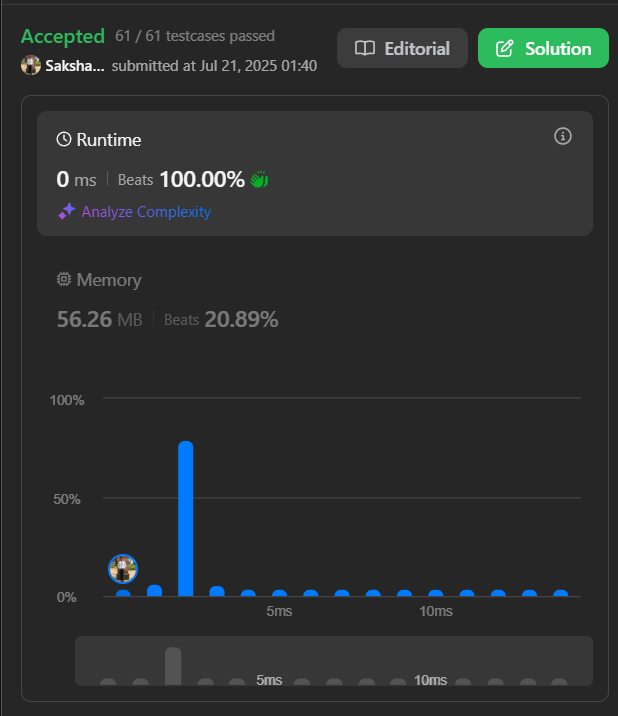 Accepted 61 / 61 testcases passed
Editorial
Solution
Saksha... submitted at Jul 21, 2025 01:40
Runtime
0 ms | Beats 100.00%
Analyze Complexity
Memory
56.26 MB | Beats 20.89%
100%
50%
0%
5ms 10ms
5ms 10ms